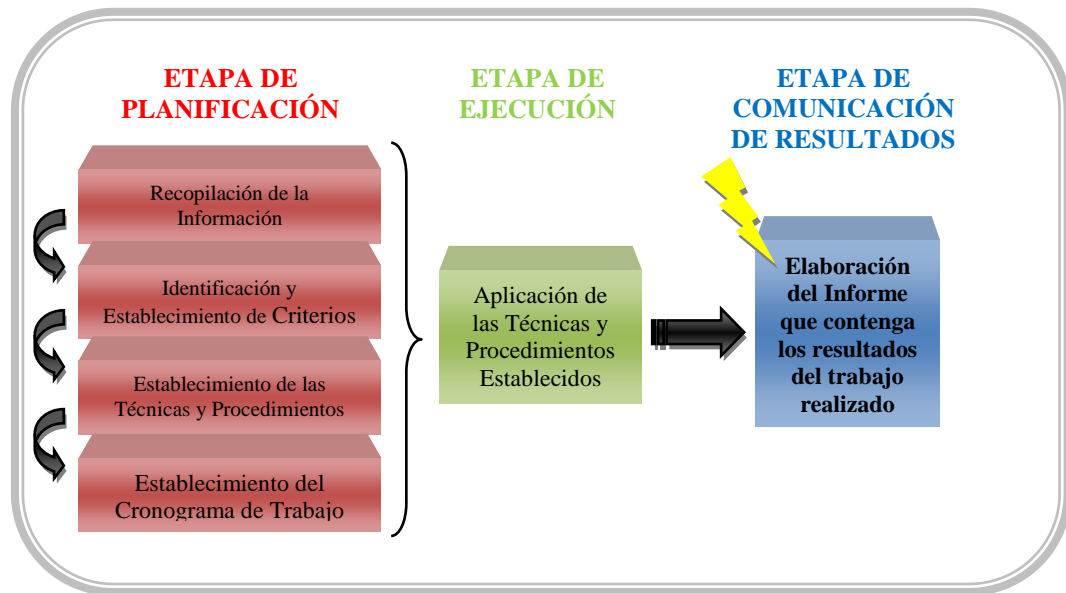 ETAPA DE
PLANIFICACIÓN
Recopilación de la
Información
Identificación y
Establecimiento de Criterios
Establecimiento de las
Técnicas y Procedimientos
Establecimiento del
Cronograma de Trabajo
ETAPA DE
EJECUCIÓN
Aplicación de
las Técnicas y
Procedimientos
Establecidos
ETAPA DE
COMUNICACIÓN
DE RESULTADOS
Elaboración
del Informe
que contenga
los resultados
del trabajo
realizado